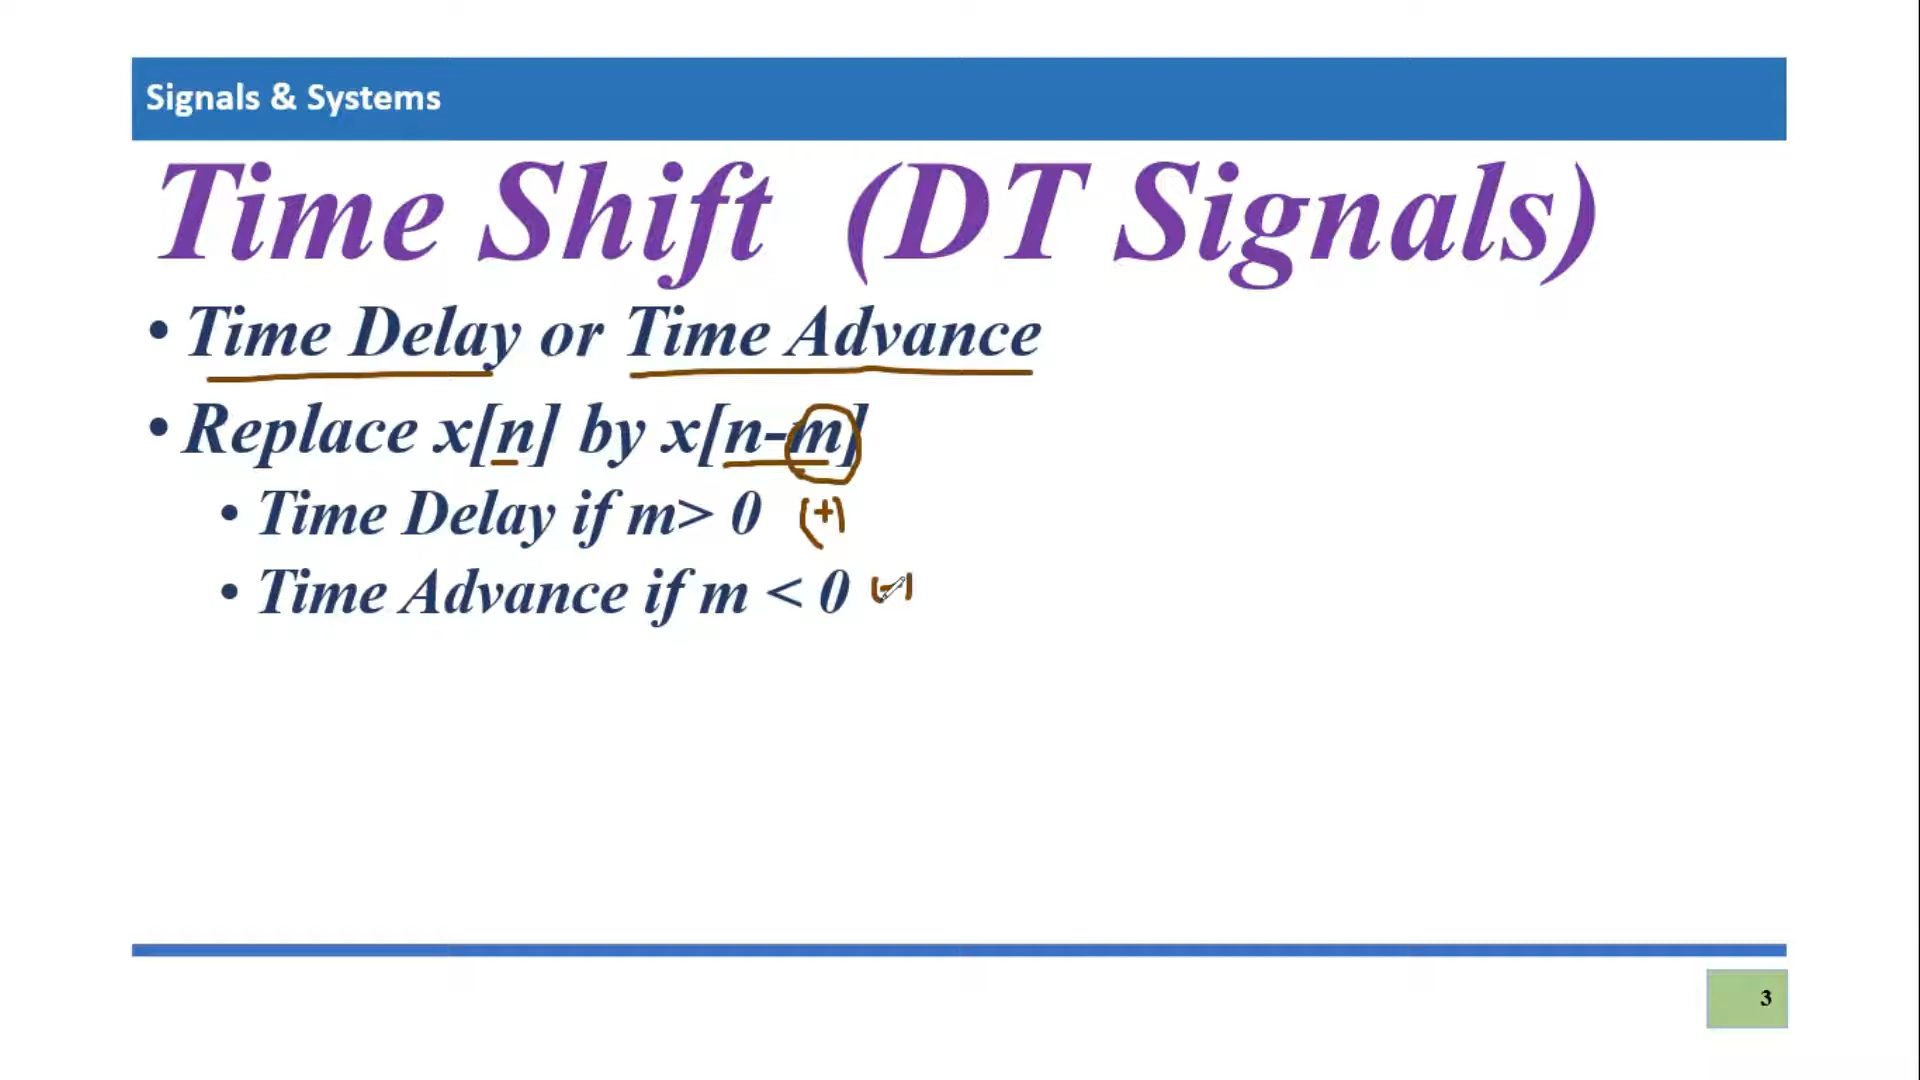 Signals & Systems
Time Shift (DT Signals)
• Time Delay or Time Advance
• Replace x[n] by x[n-m]
• Time Delay if m> 0 (+)
• Time Advance if m < 0 (-)
3